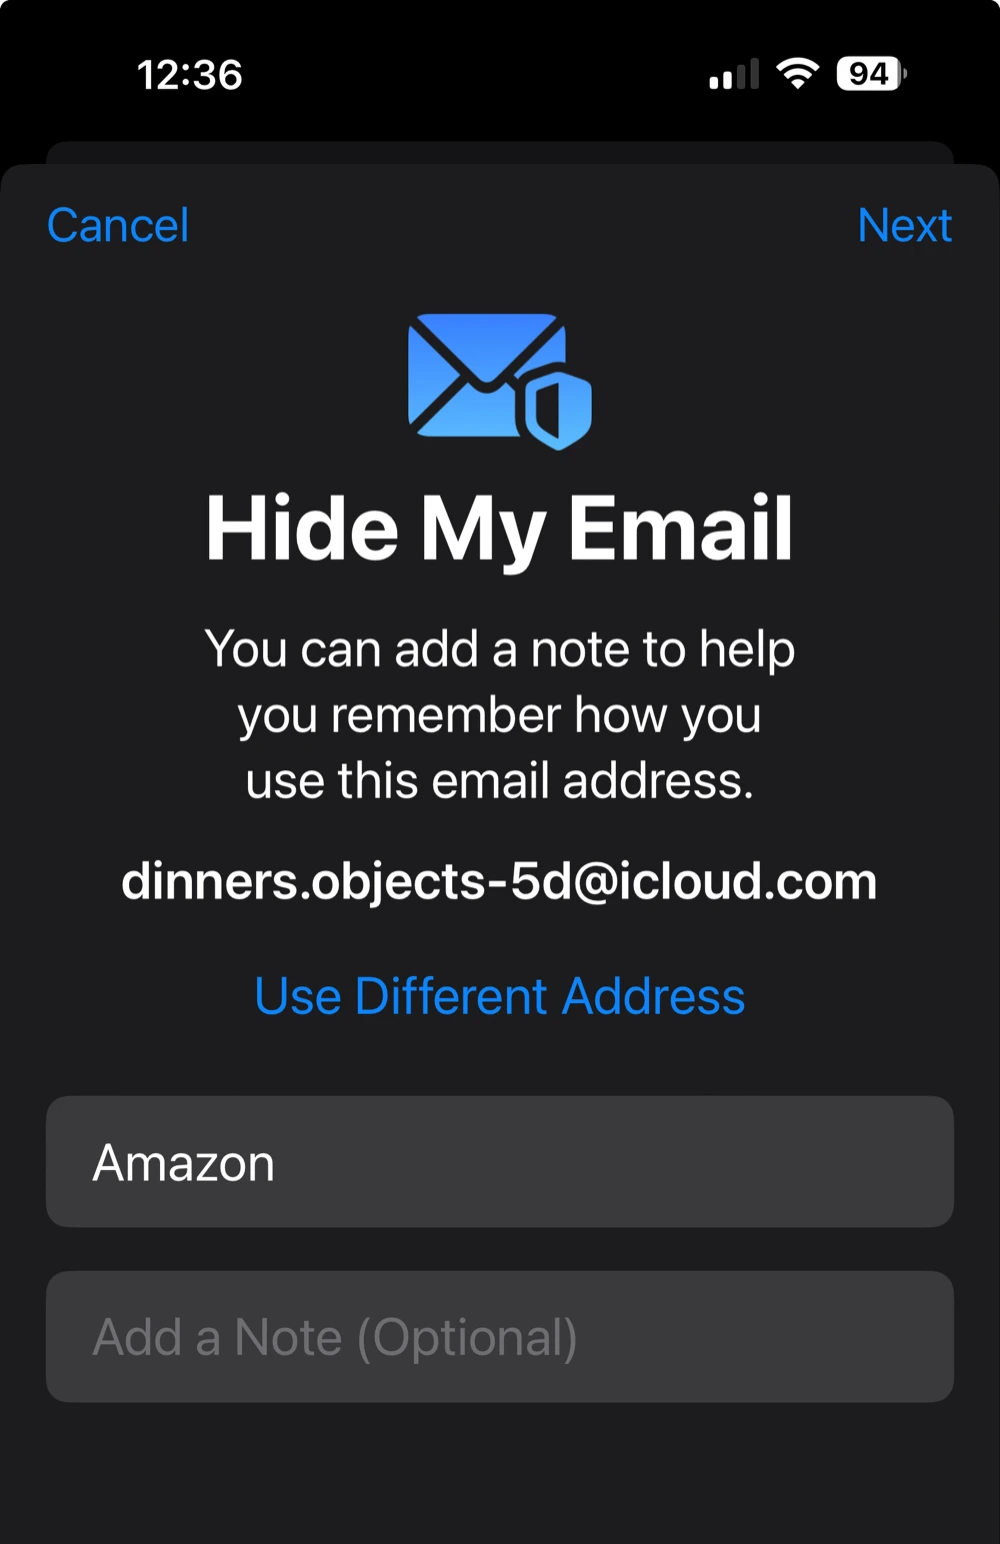 12:36
94
Cancel
Next
Hide My Email
You can add a note to help
you remember how you
use this email address.
dinners.objects-5d@icloud.com
Use Different Address
Amazon
Add a Note (Optional)